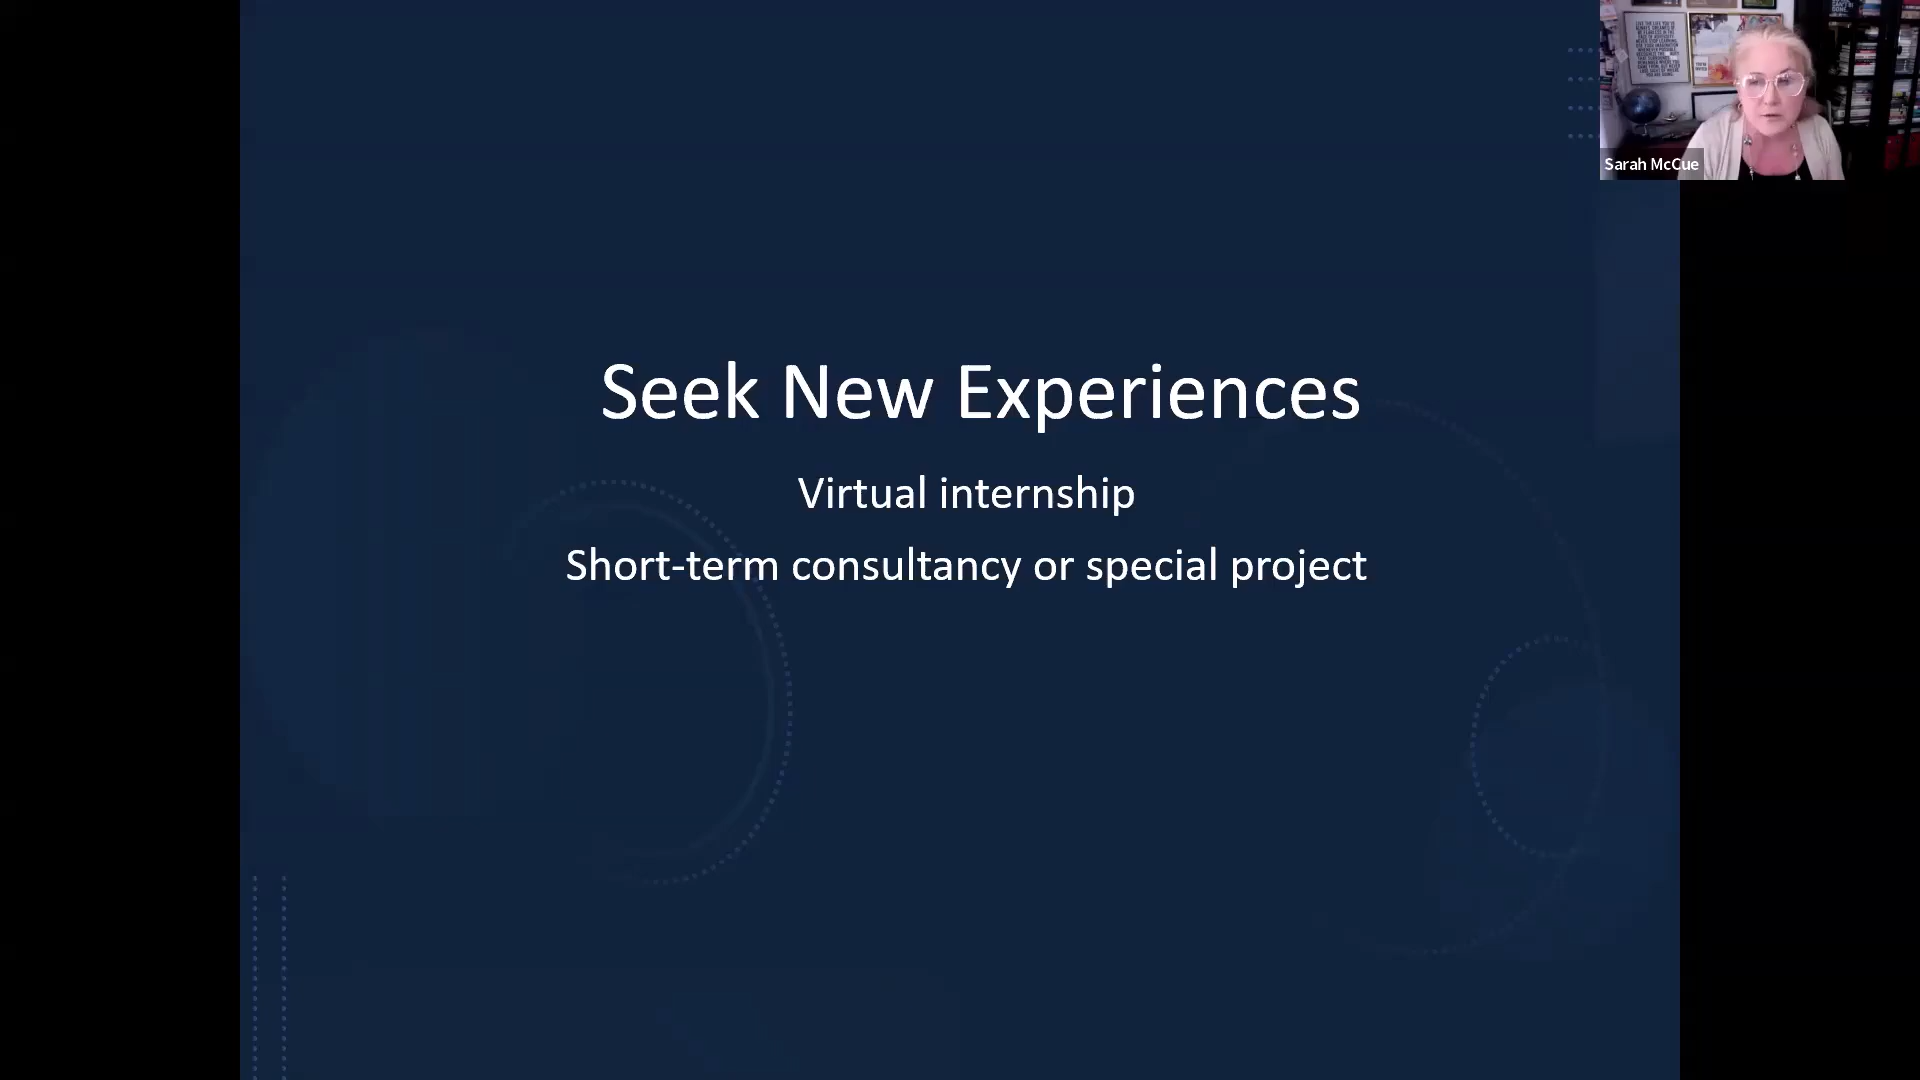 Seek New Experiences
Virtual internship
Short-term consultancy or special project
Sarah McCue